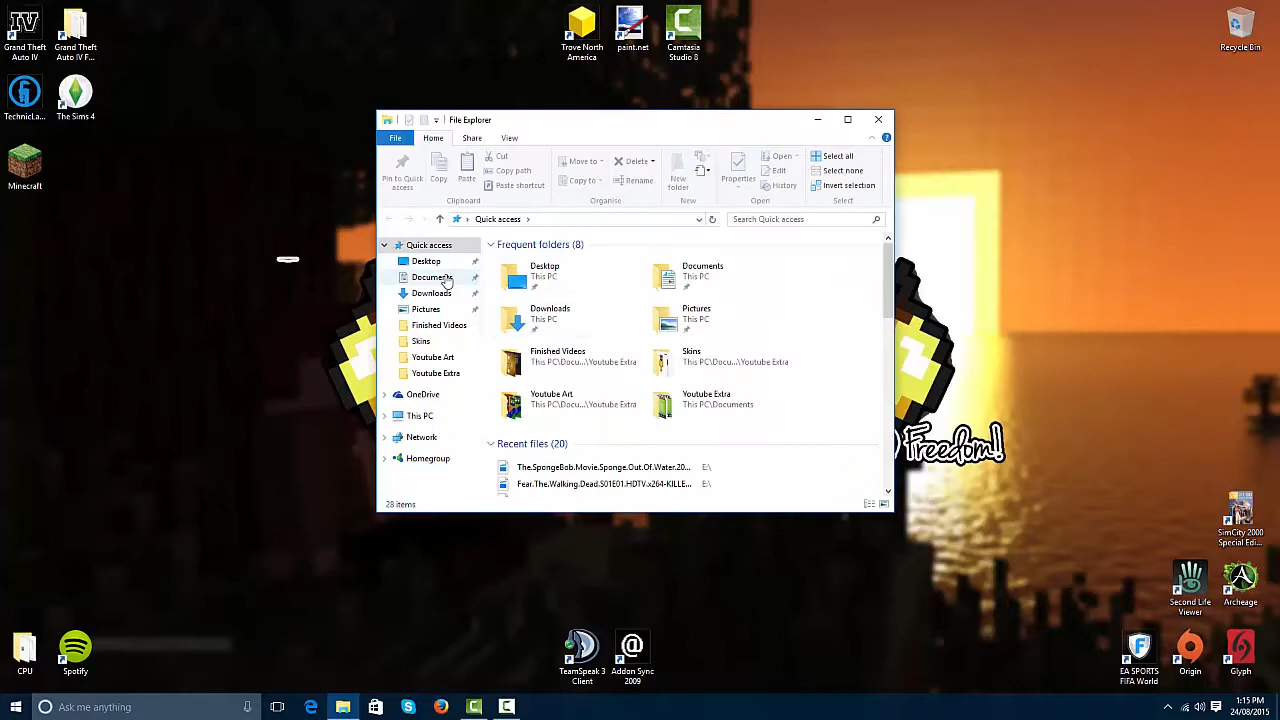 Grand Theft
Auto IV
Grand Theft
Auto IV F...
Trove North
America
paint.net
Camtasia
Studio 8
Recycle Bin
TechnicLa...
The Sims 4
Minecraft
File Explorer
File Home Share View
Pin to Quick
access
Copy
Paste
Cut
Copy path
Paste shortcut
Clipboard
Move to
Copy to
Delete
Rename
Organise
New
folder
New
Properties
Open
Edit
History
Open
Select all
Select none
Invert selection
Select
Quick access
Search Quick access
Quick access
Desktop
Documents
Downloads
Pictures
Finished Videos
Skins
Youtube Art
Youtube Extra
OneDrive
This PC
Network
Homegroup
Frequent folders (8)
Desktop
This PC
Documents
This PC
Downloads
This PC
Pictures
This PC
Finished Videos
This PC\Docu...\Youtube Extra
Skins
This PC\Docu...\Youtube Extra
Youtube Art
This PC\Docu...\Youtube Extra
Youtube Extra
This PC\Documents
Recent files (20)
The.SpongeBob.Movie.Sponge.Out.Of.Water.20... E:\
Fear.The.Walking.Dead.S01E01.HDTV.x264-KILLE... E:\
28 items
Freedom!
SimCity 2000
Special Edi...
Second Life
Viewer
Archeage
CPU
Spotify
TeamSpeak 3
Client
Addon Sync
2009
EA SPORTS
FIFA World
Origin
Glyph
Ask me anything
1:15 PM
24/08/2015